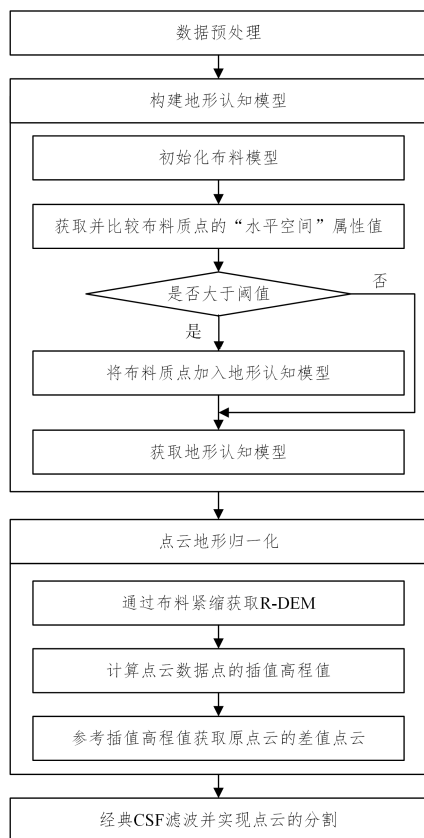 数据预处理
构建地形认知模型
初始化布料模型
获取并比较布料质点的“水平空间”属性值
是否大于阈值
否
是
将布料质点加入地形认知模型
获取地形认知模型
点云地形归一化
通过布料紧缩获取R-DEM
计算点云数据点的插值高程值
参考插值高程值获取原点云的差值点云
经典CSF滤波并实现点云的分割